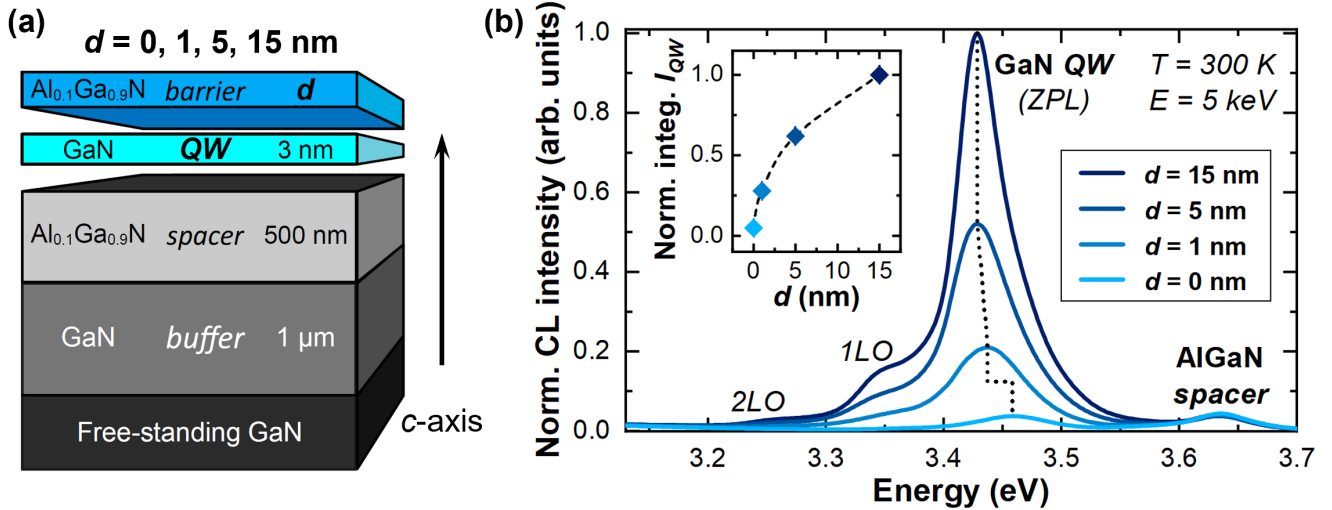 (a)
d = 0, 1, 5, 15 nm
Al0.1Ga0.9N barrier d
GaN QW 3 nm
Al0.1Ga0.9N spacer 500 nm
GaN buffer 1 µm
Free-standing GaN
c-axis
(b)
Norm. CL intensity (arb. units)
1.0
0.8
0.6
0.4
0.2
0.0
3.2 3.3 3.4 3.5 3.6 3.7
Energy (eV)
Norm. integ. IQW
1.0
0.5
0.0
0 5 10 15
d (nm)
GaN QW
(ZPL)
T = 300 K
E = 5 keV
d = 15 nm
d = 5 nm
d = 1 nm
d = 0 nm
1LO
2LO
AlGaN
spacer